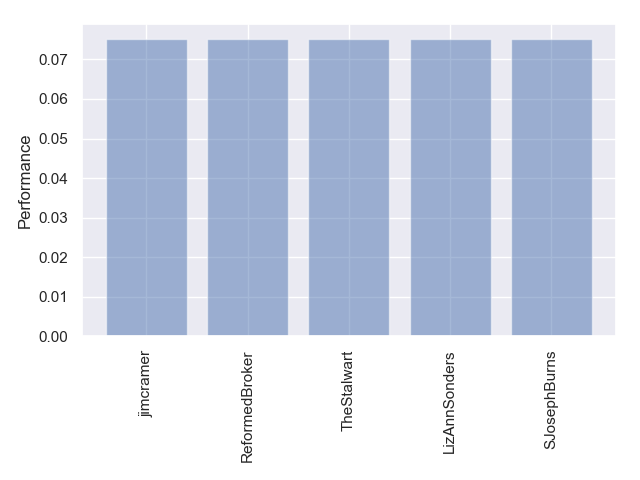 0.07
0.06
0.05
0.04
0.03
0.02
0.01
0.00
Performance
jimcramer
ReformedBroker
TheStalwart
LizAnnSonders
SJosephBurns